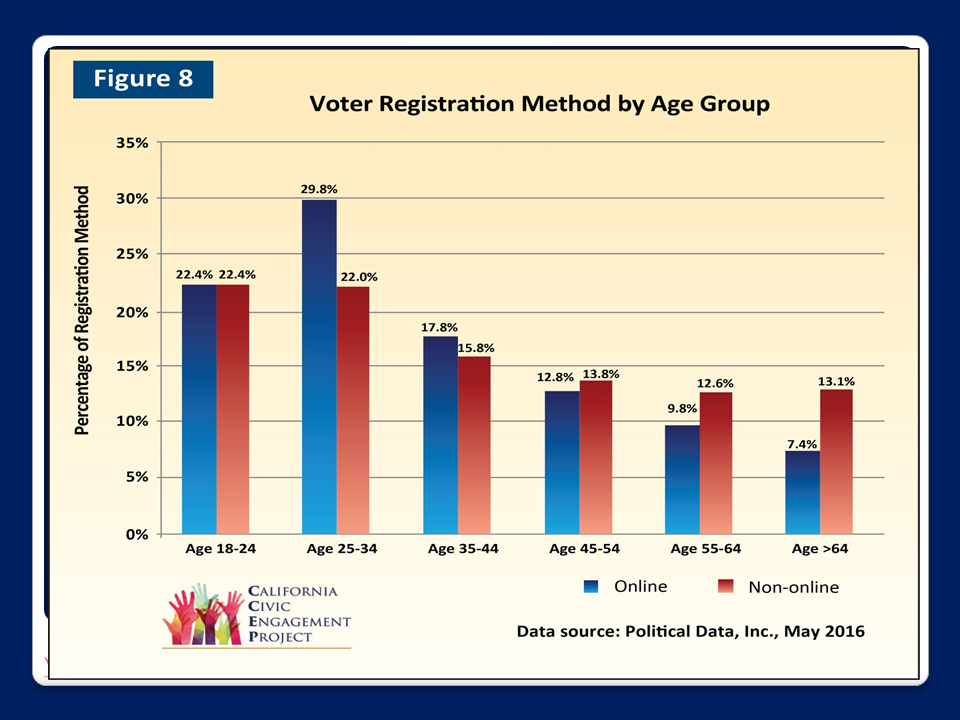 Figure 8
Voter Registration Method by Age Group
Percentage of Registration Method
35%
30%
25%
20%
15%
10%
5%
0%
22.4% 22.4%
29.8%
22.0%
17.8%
15.8%
12.8% 13.8%
9.8%
12.6%
7.4%
13.1%
Age 18-24 Age 25-34 Age 35-44 Age 45-54 Age 55-64 Age >64
Online Non-online
CALIFORNIA
CIVIC
ENGAGEMENT
PROJECT
Data source: Political Data, Inc., May 2016